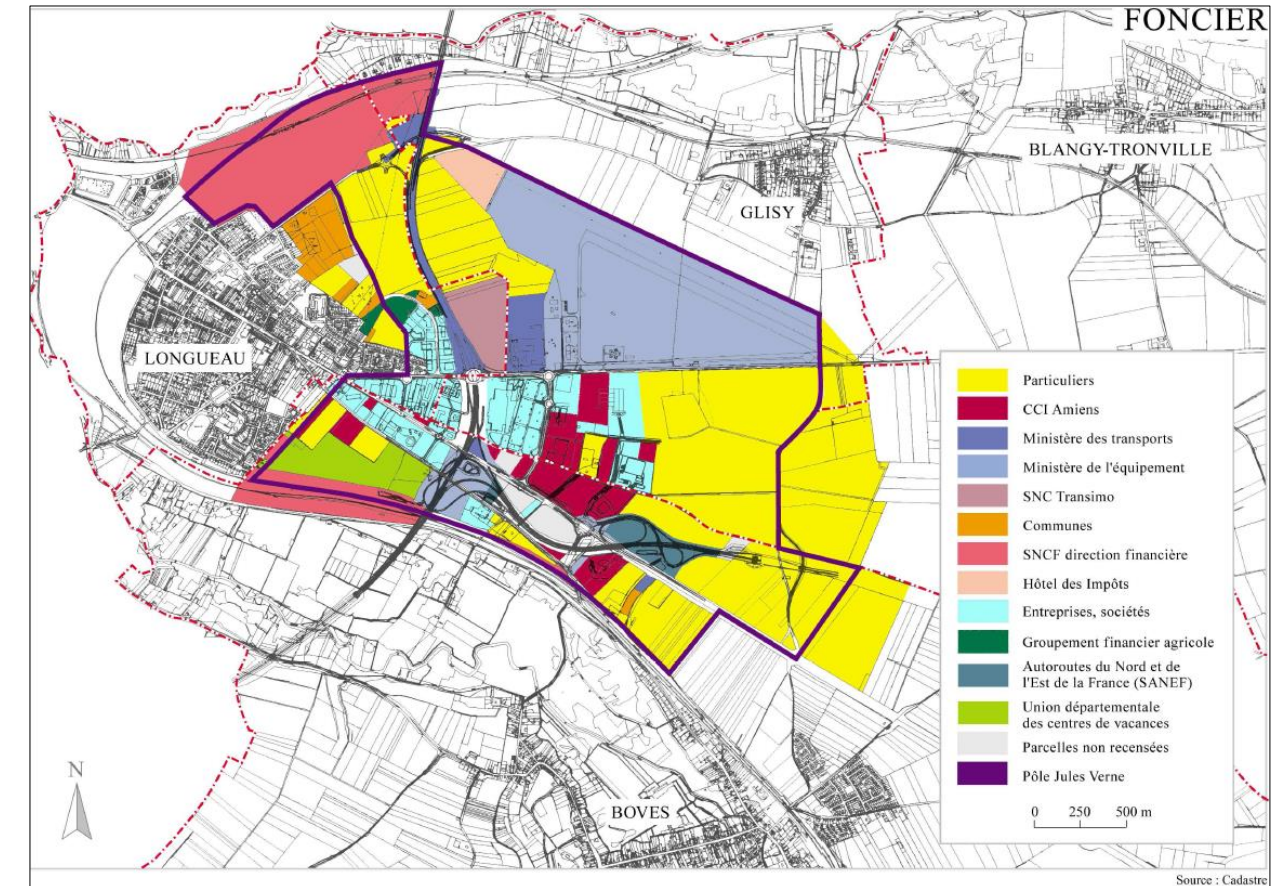 FONCIER
BLANGY-TRONVILLE
GLISY
LONGUEAU
Particuliers
CCI Amiens
Ministère des transports
Ministère de l'équipement
SNC Transimo
Communes
SNCF direction financière
Hôtel des Impôts
Entreprises, sociétés
Groupement financier agricole
Autoroutes du Nord et de
l'Est de la France (SANEF)
Union départementale
des centres de vacances
Parcelles non recensées
Pôle Jules Verne
0 250 500 m
N
BOVES
Source : Cadastre